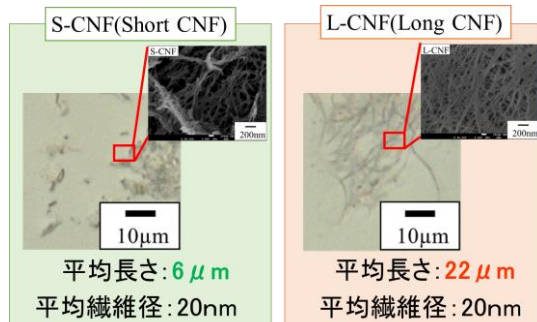 S-CNF(Short CNF)
S-CNF
200nm
10μm
平均長さ:6μm
平均繊維径:20nm
L-CNF(Long CNF)
L-CNF
200nm
10μm
平均長さ:22μm
平均繊維径:20nm